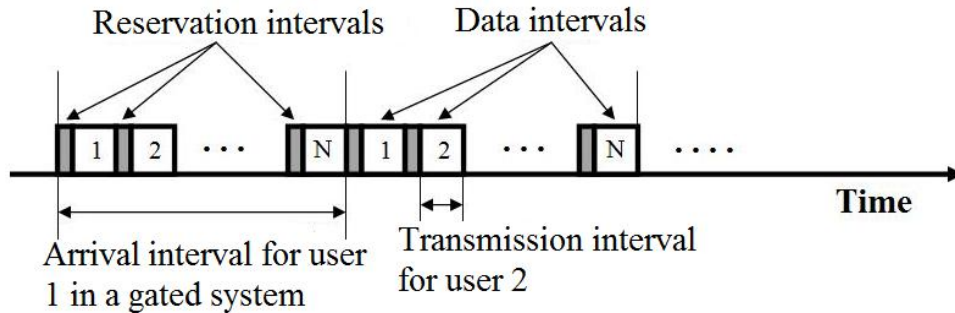 Reservation intervals
Data intervals
1 2 ... N 1 2 ... N ....
Time
Arrival interval for user
1 in a gated system
Transmission interval
for user 2